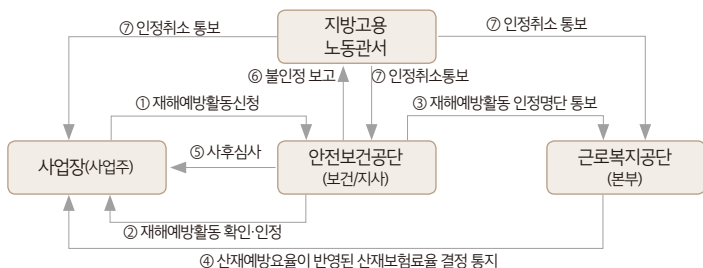 ⑦ 인정취소 통보
지방고용
노동관서
⑦ 인정취소 통보
⑥ 불인정 보고
⑦ 인정취소통보
① 재해예방활동신청
③ 재해예방활동 인정명단 통보
사업장(사업주)
⑤ 사후심사
안전보건공단
(보건/지사)
근로복지공단
(본부)
② 재해예방활동 확인·인정
④ 산재예방요율이 반영된 산재보험료율 결정 통지